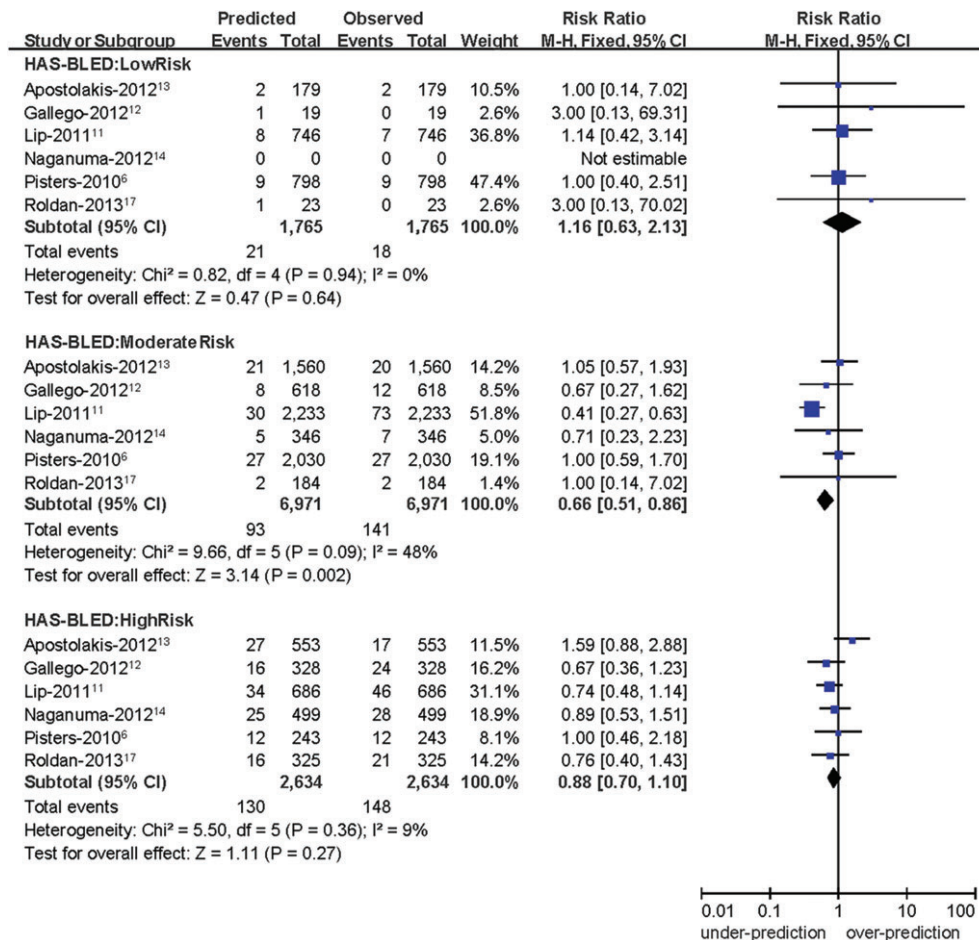 Predicted Observed Risk Ratio Risk Ratio
Study or Subgroup Events Total Events Total Weight M-H, Fixed, 95% CI M-H, Fixed, 95% CI
HAS-BLED:LowRisk
Apostolakis-2012¹³ 2 179 2 179 10.5% 1.00 [0.14, 7.02]
Gallego-2012¹² 1 19 0 19 2.6% 3.00 [0.13, 69.31]
Lip-2011¹¹ 8 746 7 746 36.8% 1.14 [0.42, 3.14]
Naganuma-2012¹⁴ 0 0 0 0 Not estimable
Pisters-2010⁶ 9 798 9 798 47.4% 1.00 [0.40, 2.51]
Roldan-2013¹⁷ 1 23 0 23 2.6% 3.00 [0.13, 70.02]
Subtotal (95% CI) 1,765 1,765 100.0% 1.16 [0.63, 2.13]
Total events 21 18
Heterogeneity: Chi² = 0.82, df = 4 (P = 0.94); I² = 0%
Test for overall effect: Z = 0.47 (P = 0.64)
HAS-BLED:ModerateRisk
Apostolakis-2012¹³ 21 1,560 20 1,560 14.2% 1.05 [0.57, 1.93]
Gallego-2012¹² 8 618 12 618 8.5% 0.67 [0.27, 1.62]
Lip-2011¹¹ 30 2,233 73 2,233 51.8% 0.41 [0.27, 0.63]
Naganuma-2012¹⁴ 5 346 7 346 5.0% 0.71 [0.23, 2.23]
Pisters-2010⁶ 27 2,030 27 2,030 19.1% 1.00 [0.59, 1.70]
Roldan-2013¹⁷ 2 184 2 184 1.4% 1.00 [0.14, 7.02]
Subtotal (95% CI) 6,971 6,971 100.0% 0.66 [0.51, 0.86]
Total events 93 141
Heterogeneity: Chi² = 9.66, df = 5 (P = 0.09); I² = 48%
Test for overall effect: Z = 3.14 (P = 0.002)
HAS-BLED:HighRisk
Apostolakis-2012¹³ 27 553 17 553 11.5% 1.59 [0.88, 2.88]
Gallego-2012¹² 16 328 24 328 16.2% 0.67 [0.36, 1.23]
Lip-2011¹¹ 34 686 46 686 31.1% 0.74 [0.48, 1.14]
Naganuma-2012¹⁴ 25 499 28 499 18.9% 0.89 [0.53, 1.51]
Pisters-2010⁶ 12 243 12 243 8.1% 1.00 [0.46, 2.18]
Roldan-2013¹⁷ 16 325 21 325 14.2% 0.76 [0.40, 1.43]
Subtotal (95% CI) 2,634 2,634 100.0% 0.88 [0.70, 1.10]
Total events 130 148
Heterogeneity: Chi² = 5.50, df = 5 (P = 0.36); I² = 9%
Test for overall effect: Z = 1.11 (P = 0.27)
0.01 0.1 1 10 100
under-prediction over-prediction